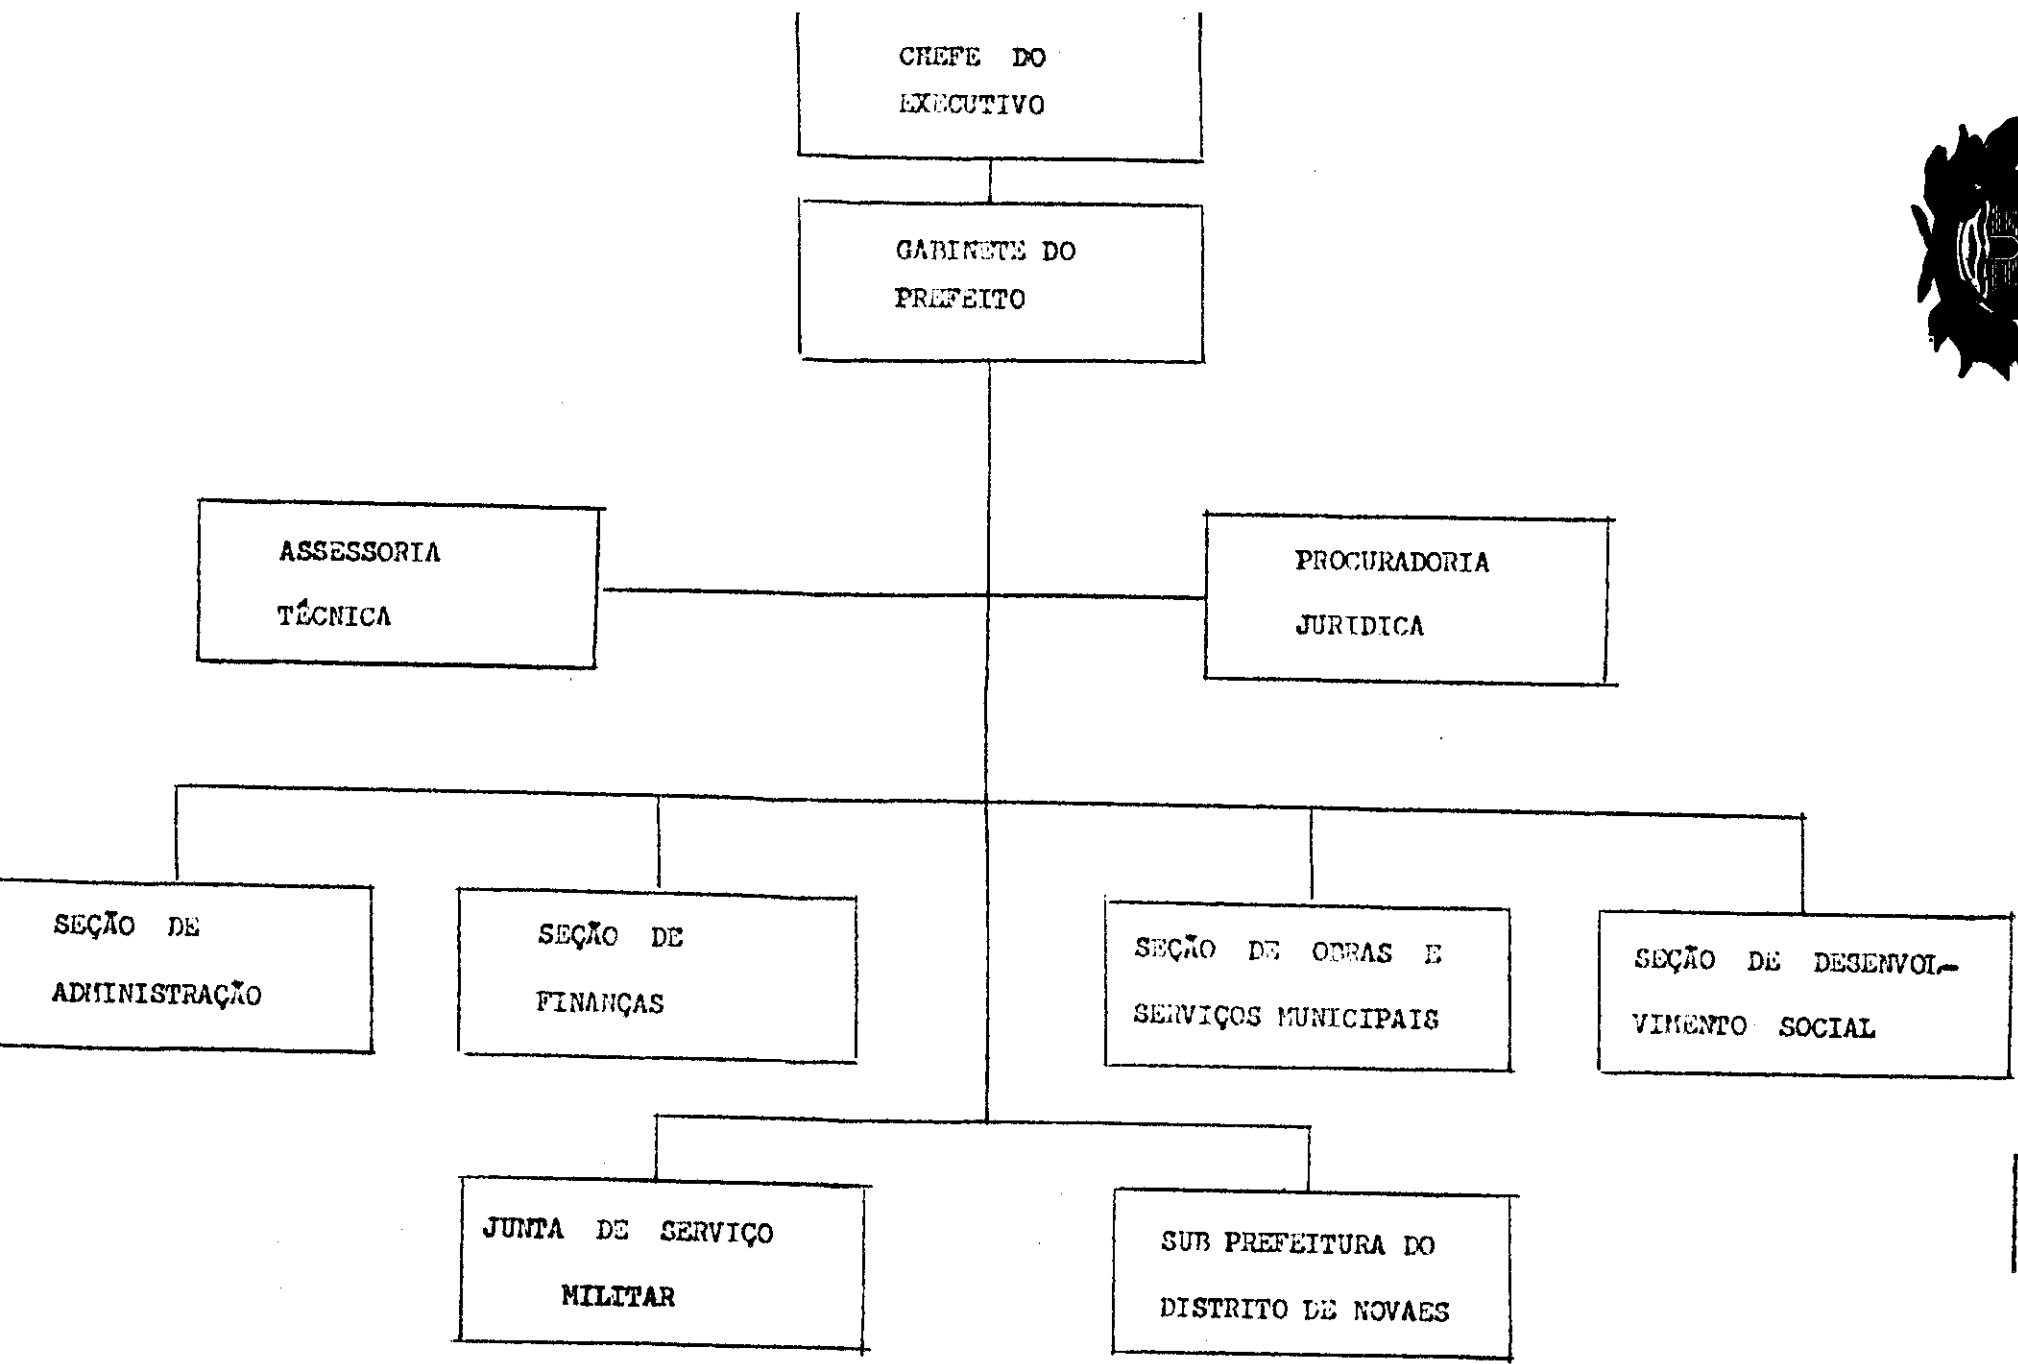 CHEFE DO
EXECUTIVO
GABINETE DO
PREFEITO
ASSESSORIA
TÉCNICA
PROCURADORIA
JURIDICA
SEÇÃO DE
ADMINISTRAÇÃO
SEÇÃO DE
FINANÇAS
SEÇÃO DE OBRAS E
SERVIÇOS MUNICIPAIS
SEÇÃO DE DESENVOL-
VIMENTO SOCIAL
JUNTA DE SERVIÇO
MILITAR
SUB PREFEITURA DO
DISTRITO DE NOVAES